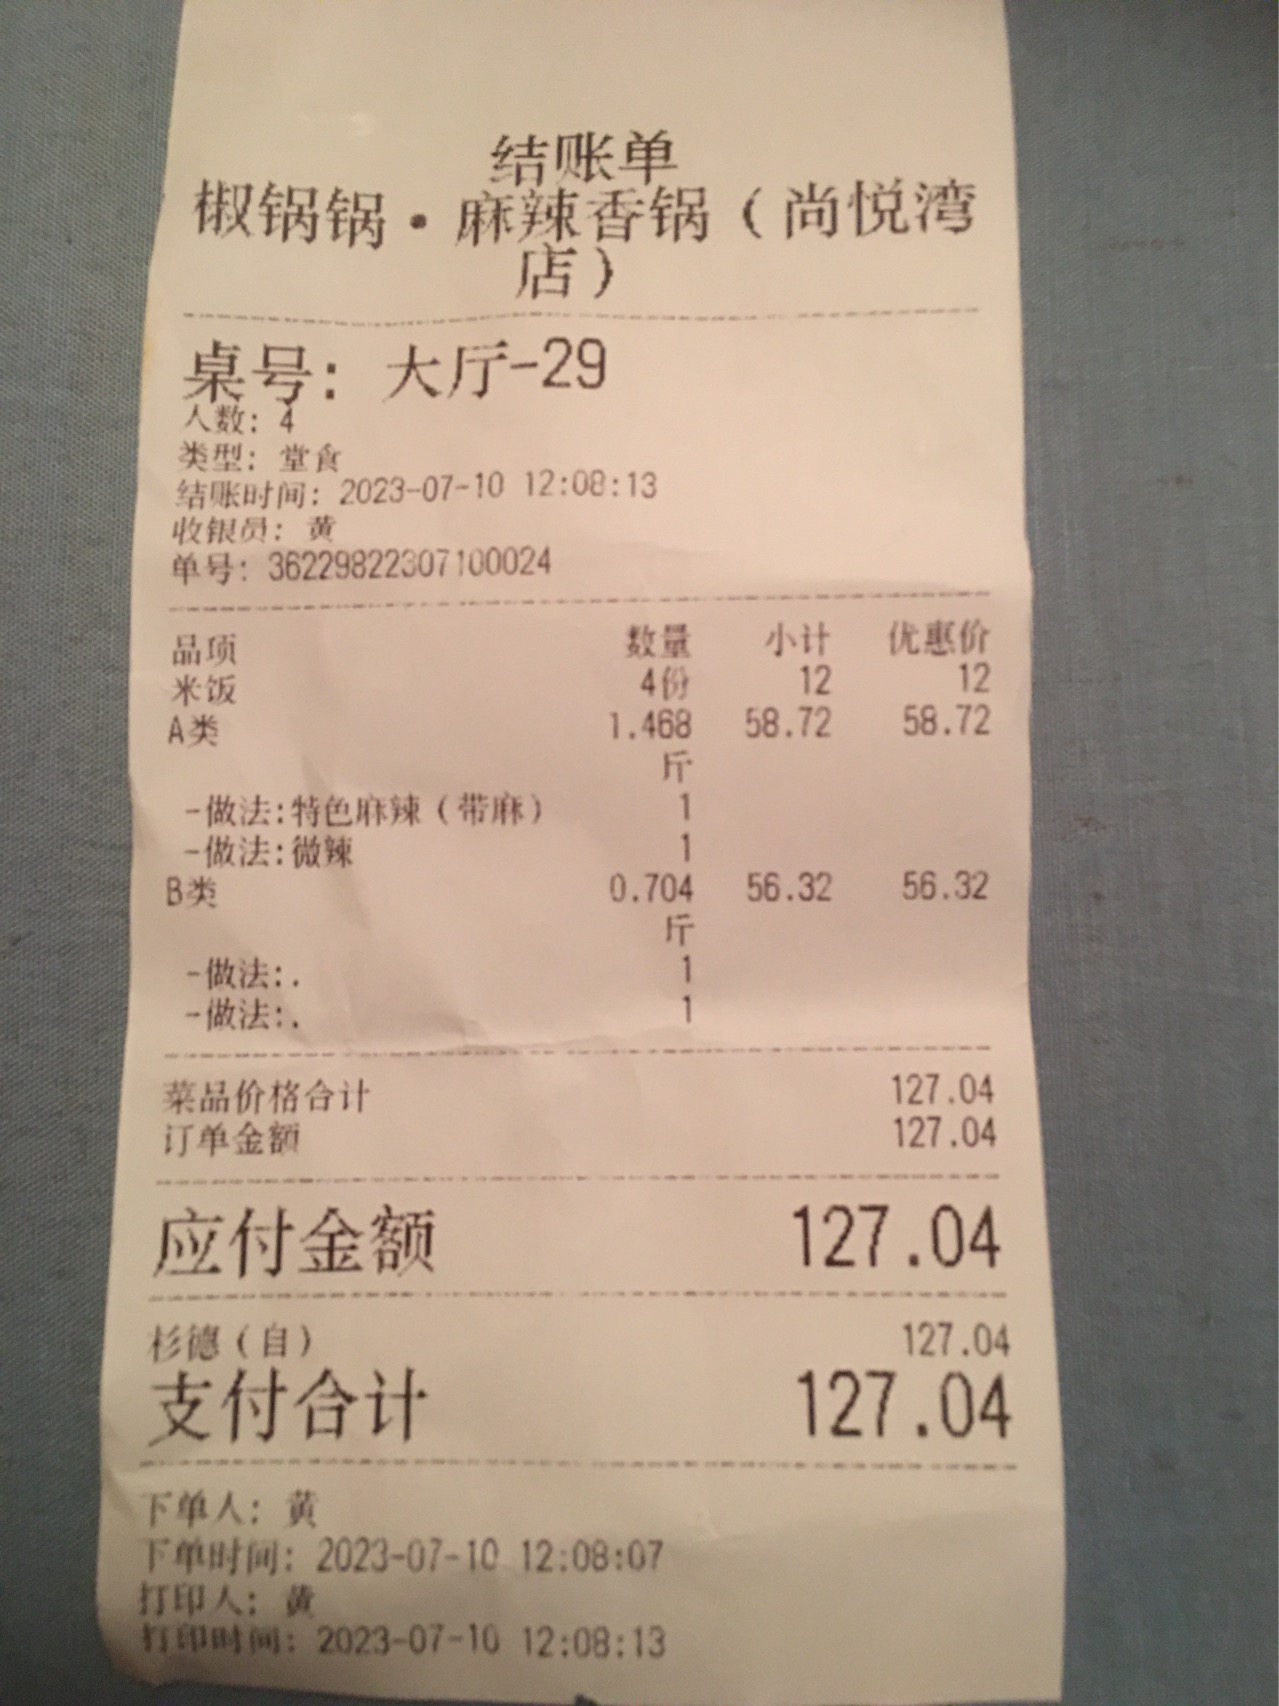 结账单
椒锅锅·麻辣香锅（尚悦湾
店）
桌号: 大厅-29
人数: 4
类型: 堂食
结账时间: 2023-07-10 12:08:13
收银员: 黄
单号: 36229822307100024
品项 数量 小计 优惠价
米饭 4份 12 12
A类 1.468 58.72 58.72
斤
-做法:特色麻辣（带麻） 1
-做法:微辣 1
B类 0.704 56.32 56.32
斤
-做法:. 1
-做法:. 1
菜品价格合计 127.04
订单金额 127.04
应付金额 127.04
杉德（自） 127.04
支付合计 127.04
下单人: 黄
下单时间: 2023-07-10 12:08:07
打印人: 黄
打印时间: 2023-07-10 12:08:13